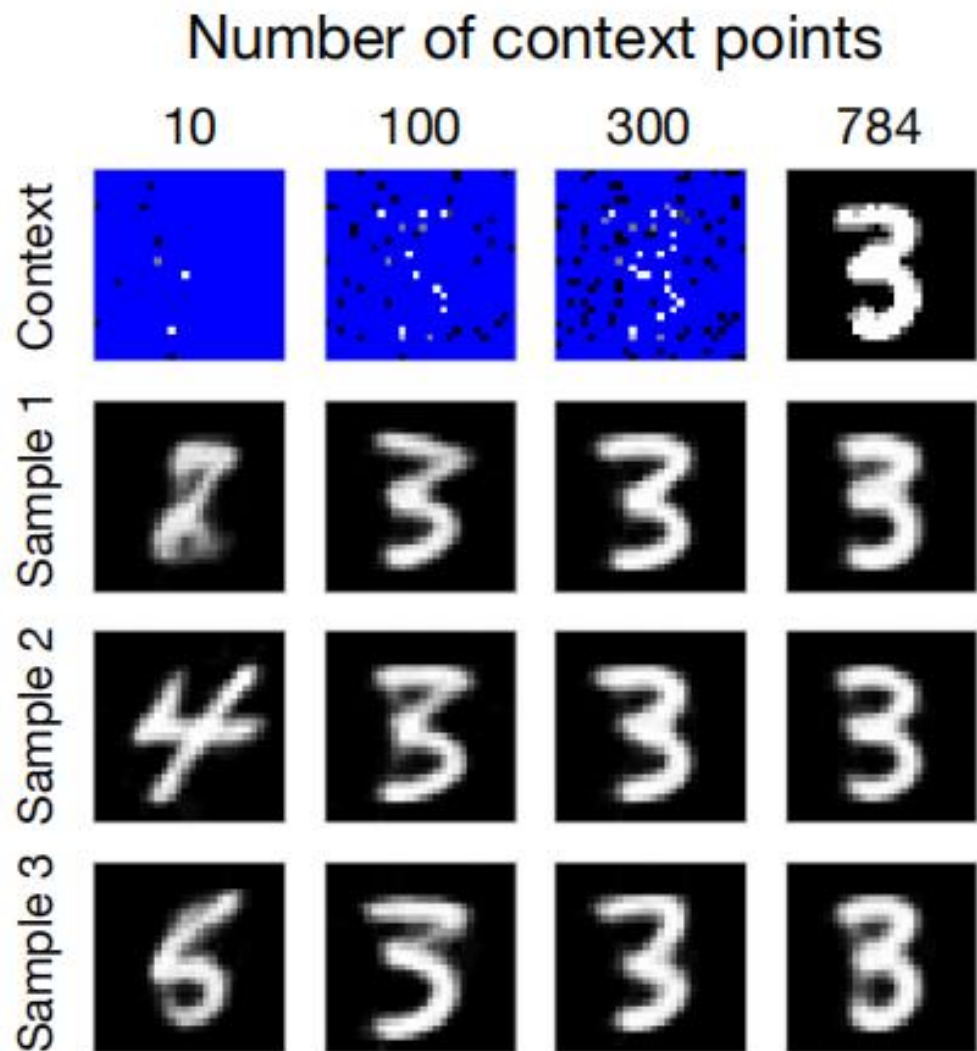 Number of context points
10 100 300 784
Context
Sample 1
Sample 2
Sample 3